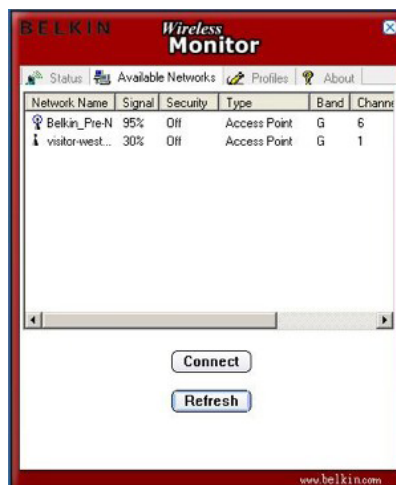 BELKIN Wireless Monitor
Status Available Networks Profiles About
Network Name Signal Security Type Band Channe
Belkin_Pre-N 95% Off Access Point G 6
visitor-west... 30% Off Access Point G 1
Connect
Refresh
www.belkin.com